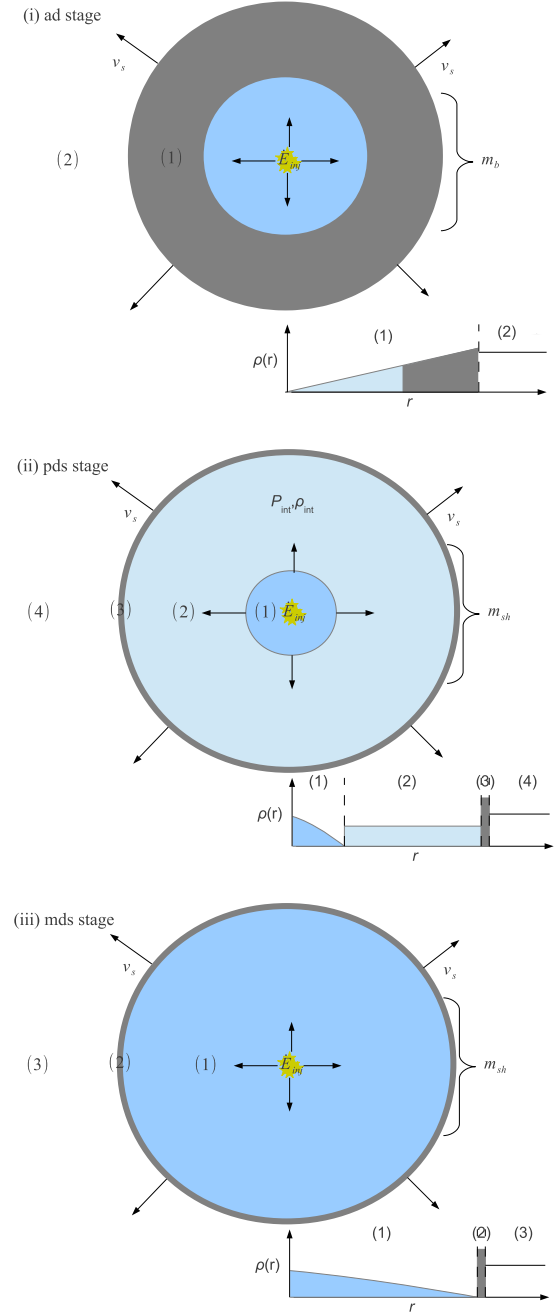 (i) ad stage
v_s
v_s
(2)
(1)
Ė_inj
m_b
(1)
(2)
ρ(r)
r
(ii) pds stage
P_int,ρ_int
v_s
v_s
(4)
(3)
(2)
(1)
Ė_inj
m_sh
(1)
(2)
(3)
(4)
ρ(r)
r
(iii) mds stage
v_s
v_s
(3)
(2)
(1)
Ė_inj
m_sh
(1)
(2)
(3)
ρ(r)
r